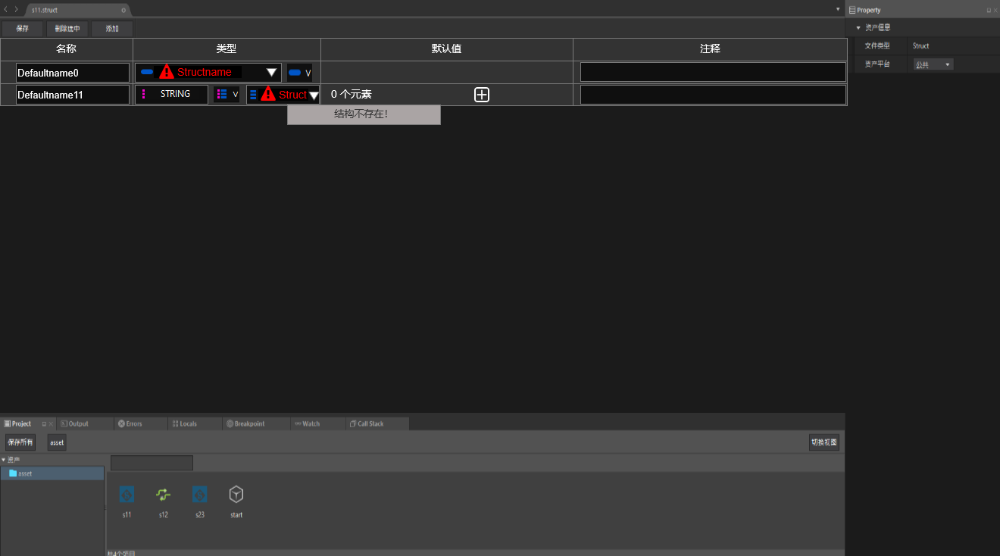 s11.struct
Property
保存 删除选中 添加
资产信息
名称 类型 默认值 注释
文件类型 Struct
资产平台 公共
Defaultname0 Structname V
Defaultname11 STRING V Struct 0 个元素
结构不存在!
Project Output Errors Locals Breakpoint Watch Call Stack
保存所有 asset 切换视图
资产
asset
s11 s12 s23 start
共4个项目